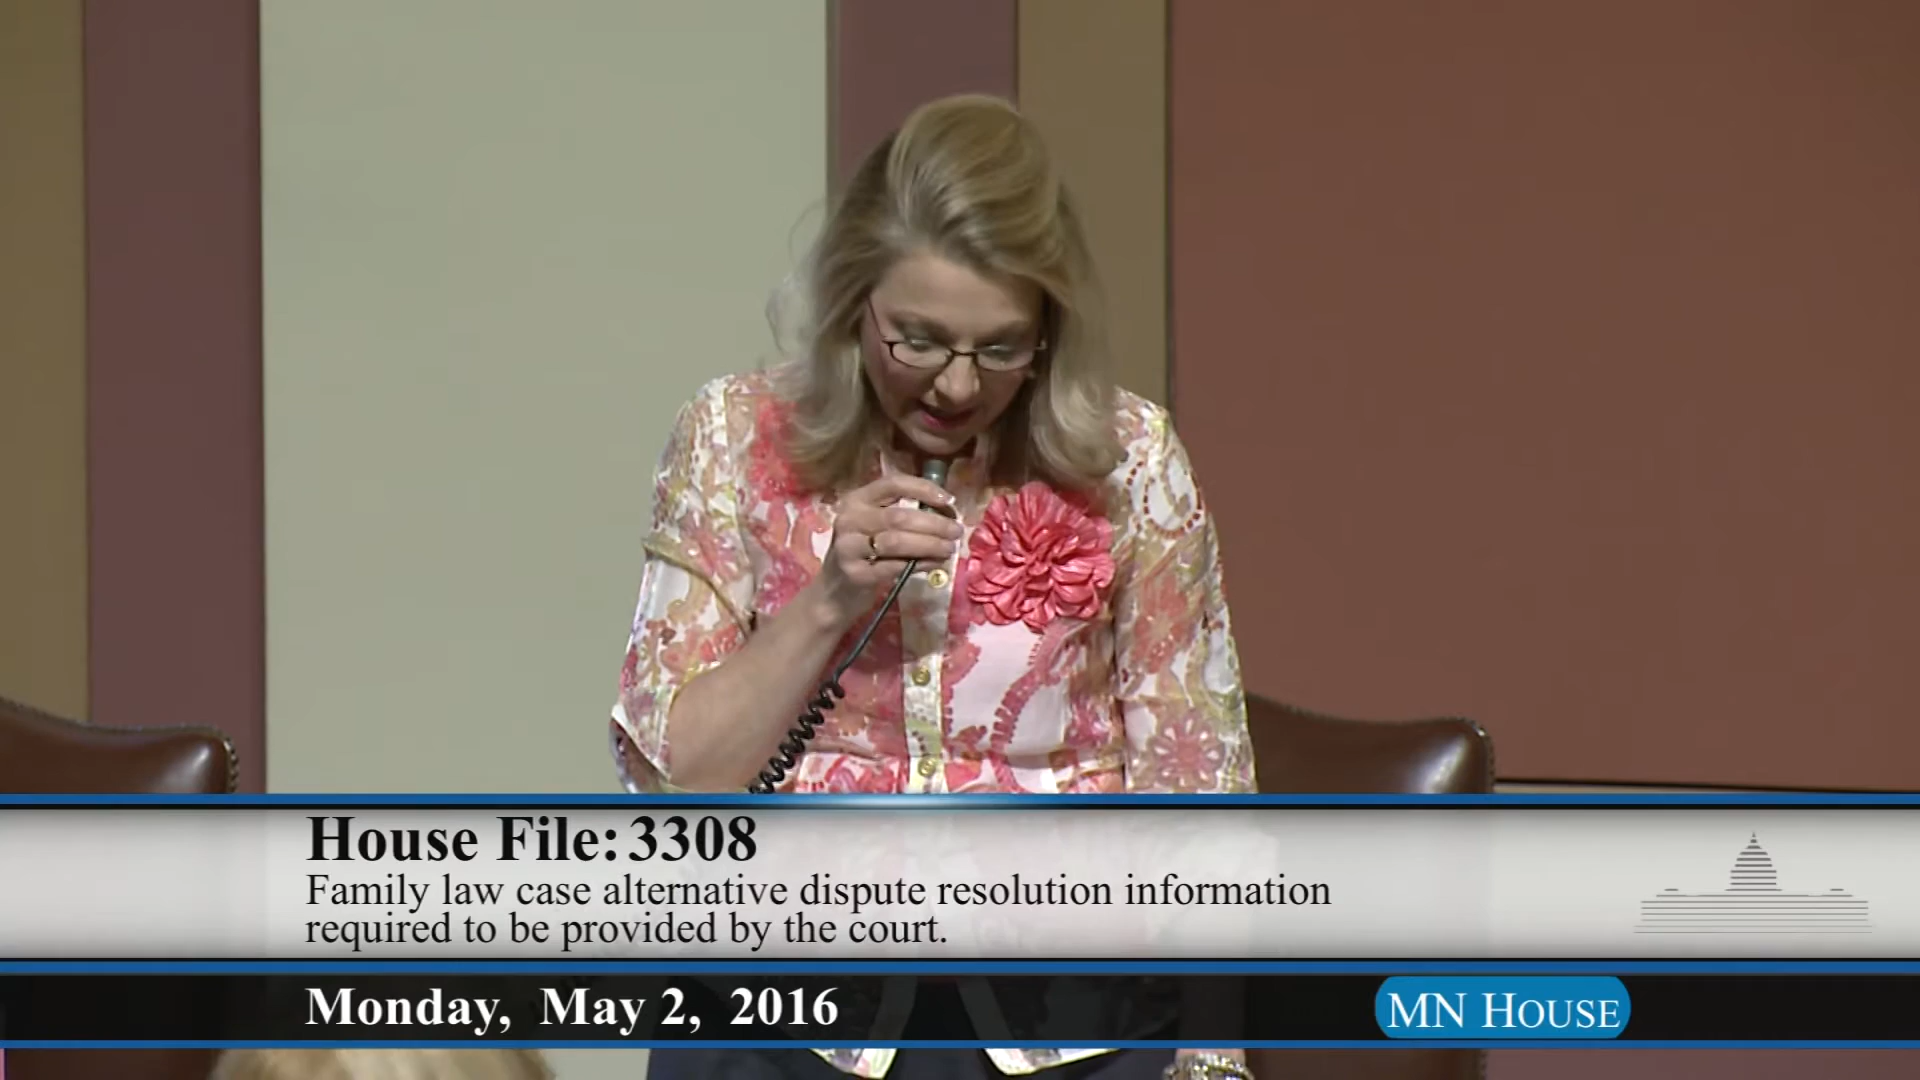 House File: 3308
Family law case alternative dispute resolution information
required to be provided by the court.
Monday, May 2, 2016
MN HOUSE